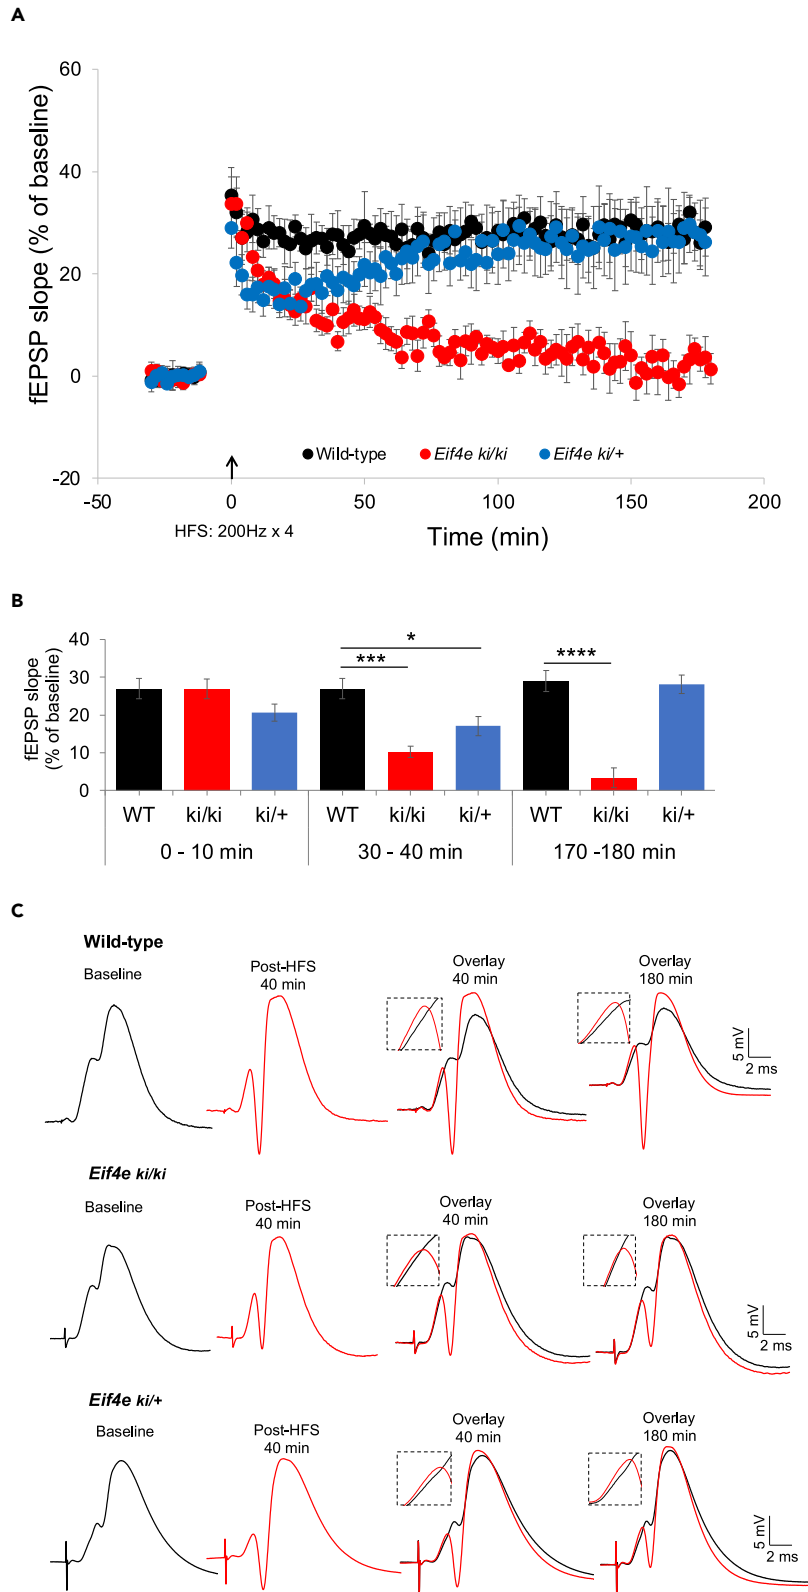 A
60
40
20
0
-20
fEPSP slope (% of baseline)
Wild-type Eif4e ki/ki Eif4e ki/+
-50 0 50 100 150 200
HFS: 200Hz x 4
Time (min)
B
40
30
20
10
0
fEPSP slope
(% of baseline)
*
***
****
WT ki/ki ki/+ WT ki/ki ki/+ WT ki/ki ki/+
0 - 10 min 30 - 40 min 170 -180 min
C
Wild-type
Baseline
Post-HFS
40 min
Overlay
40 min
Overlay
180 min
5 mV
2 ms
Eif4e ki/ki
Baseline
Post-HFS
40 min
Overlay
40 min
Overlay
180 min
5 mV
2 ms
Eif4e ki/+
Baseline
Post-HFS
40 min
Overlay
40 min
Overlay
180 min
5 mV
2 ms